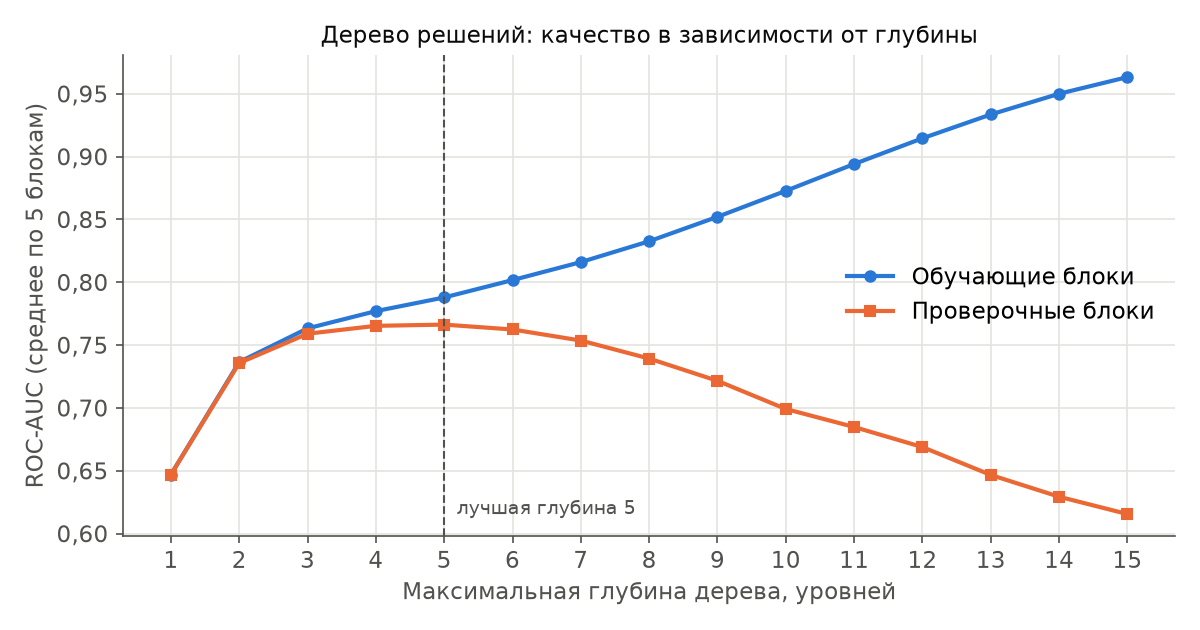 Дерево решений: качество в зависимости от глубины
ROC-AUC (среднее по 5 блокам)
0,95
0,90
0,85
0,80
0,75
0,70
0,65
0,60
Обучающие блоки
Проверочные блоки
лучшая глубина 5
1 2 3 4 5 6 7 8 9 10 11 12 13 14 15
Максимальная глубина дерева, уровней